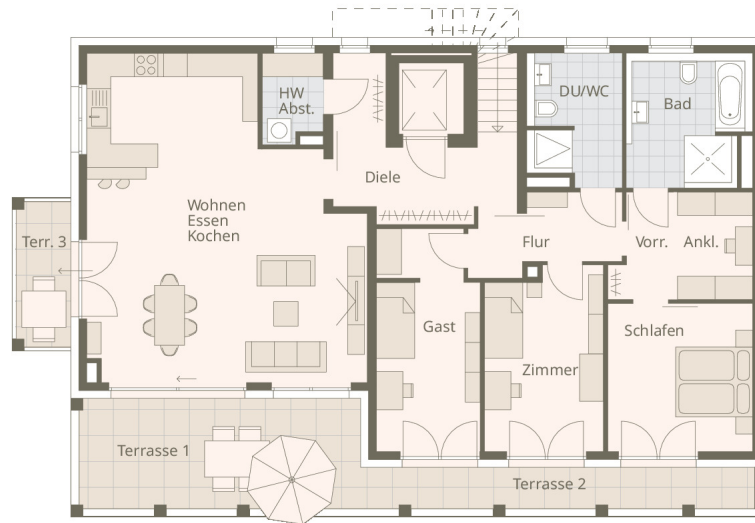 HW
Abst.
DU/WC
Bad
Diele
Wohnen
Essen
Kochen
Terr. 3
Flur
Vorr.
Ankl.
Gast
Zimmer
Schlafen
Terrasse 1
Terrasse 2